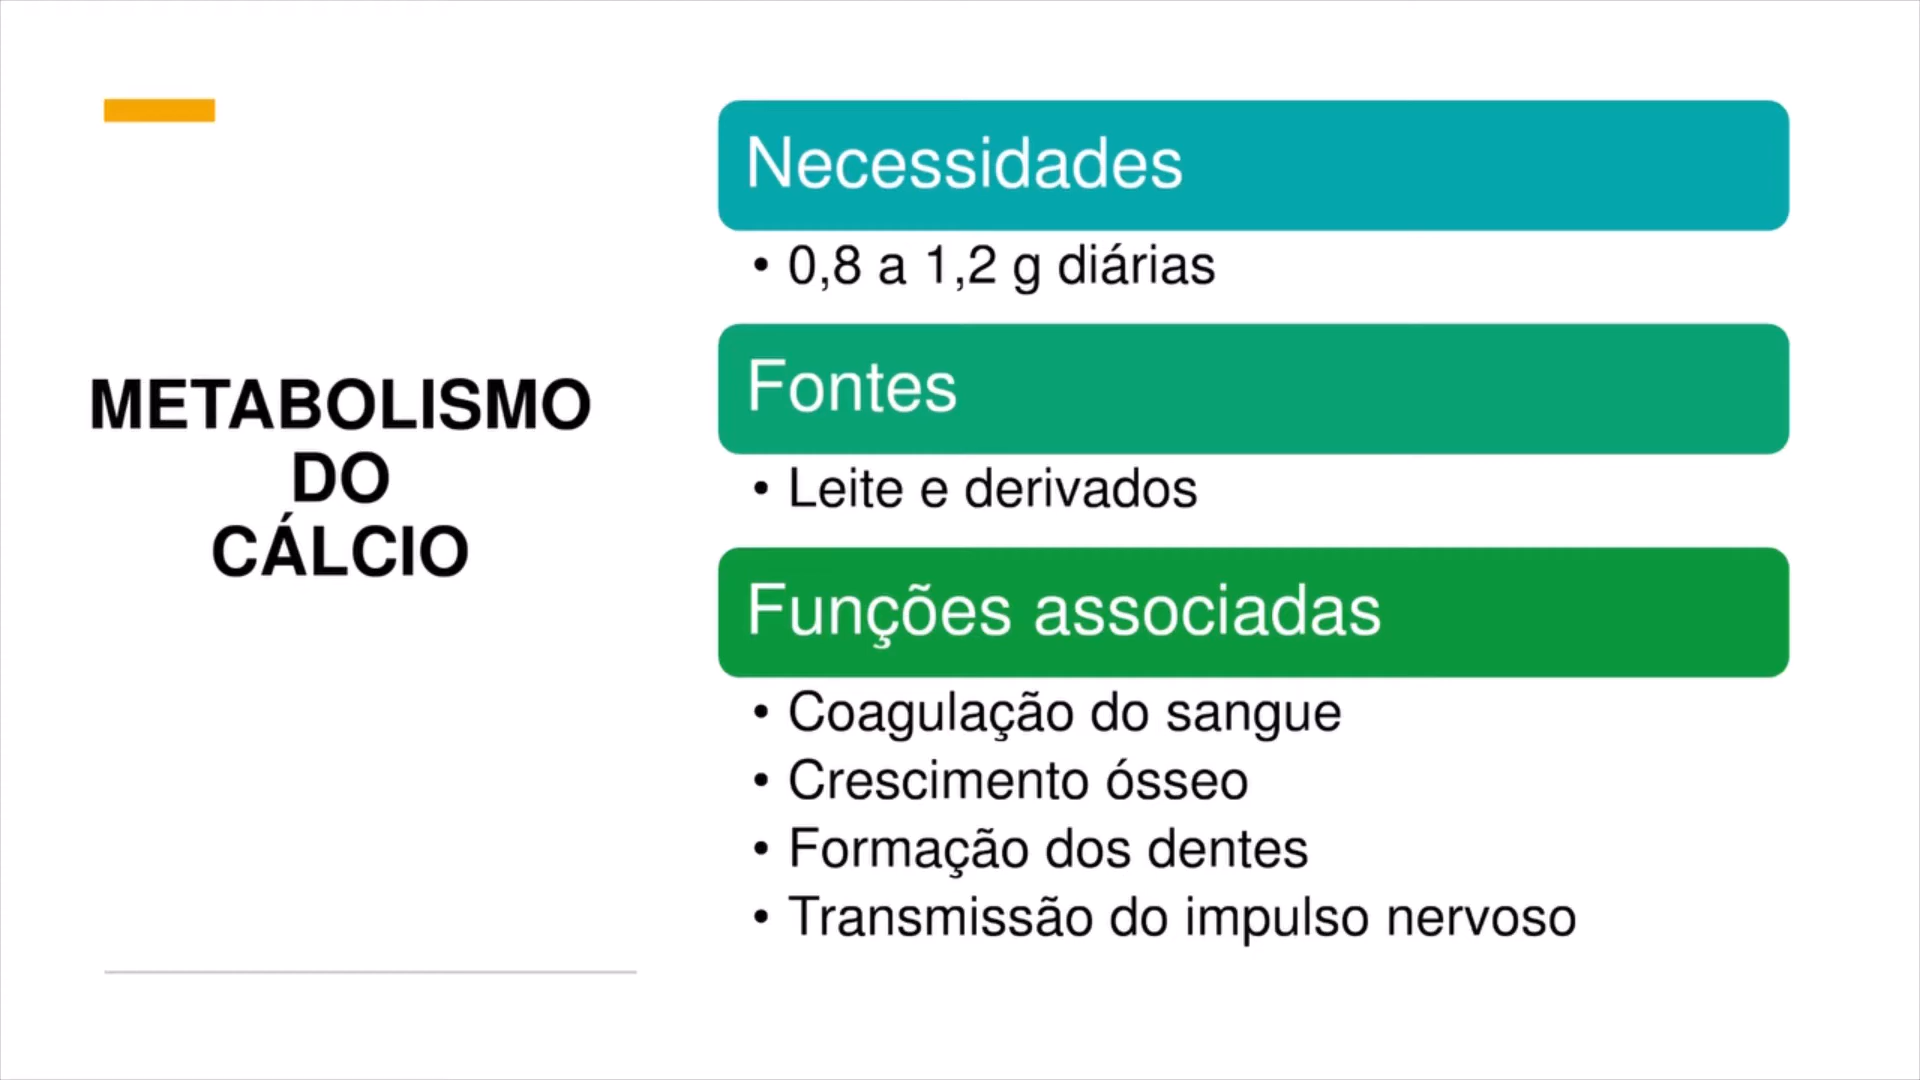 METABOLISMO
DO
CÁLCIO
Necessidades
• 0,8 a 1,2 g diárias
Fontes
• Leite e derivados
Funções associadas
• Coagulação do sangue
• Crescimento ósseo
• Formação dos dentes
• Transmissão do impulso nervoso